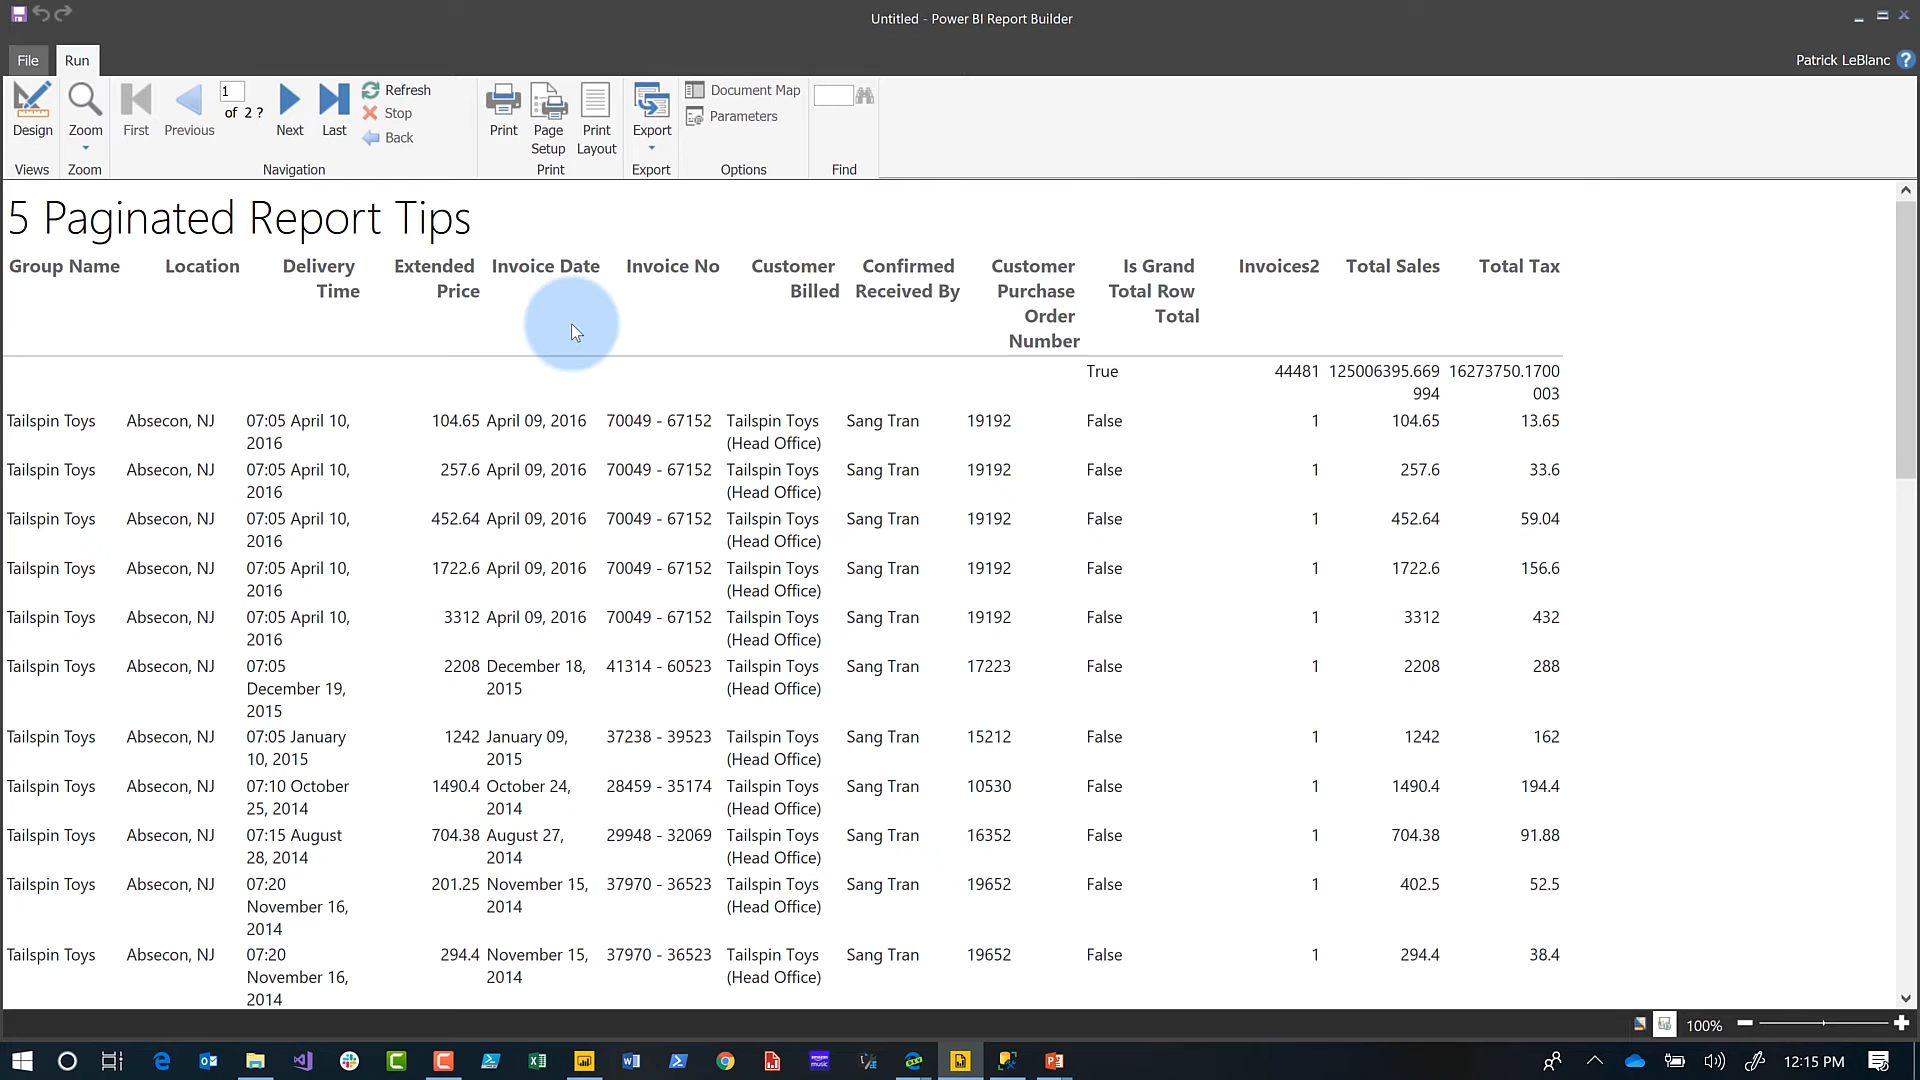 Untitled - Power BI Report Builder
File
Run
Patrick LeBlanc
Design
Zoom
First
Previous
1
of 2 ?
Next
Last
Refresh
Stop
Back
Print
Page Setup
Print Layout
Export
Document Map
Parameters
Views
Zoom
Navigation
Print
Export
Options
Find
5 Paginated Report Tips
Group Name Location Delivery Extended Invoice Date Invoice No Customer Confirmed Customer Is Grand Invoices2 Total Sales Total Tax
Time Price Billed Received By Purchase Total Row
Order Total
Number
True 44481 125006395.669 16273750.1700
994 003
Tailspin Toys Absecon, NJ 07:05 April 10, 104.65 April 09, 2016 70049 - 67152 Tailspin Toys Sang Tran 19192 False 1 104.65 13.65
2016 (Head Office)
Tailspin Toys Absecon, NJ 07:05 April 10, 257.6 April 09, 2016 70049 - 67152 Tailspin Toys Sang Tran 19192 False 1 257.6 33.6
2016 (Head Office)
Tailspin Toys Absecon, NJ 07:05 April 10, 452.64 April 09, 2016 70049 - 67152 Tailspin Toys Sang Tran 19192 False 1 452.64 59.04
2016 (Head Office)
Tailspin Toys Absecon, NJ 07:05 April 10, 1722.6 April 09, 2016 70049 - 67152 Tailspin Toys Sang Tran 19192 False 1 1722.6 156.6
2016 (Head Office)
Tailspin Toys Absecon, NJ 07:05 April 10, 3312 April 09, 2016 70049 - 67152 Tailspin Toys Sang Tran 19192 False 1 3312 432
2016 (Head Office)
Tailspin Toys Absecon, NJ 07:05 2208 December 18, 41314 - 60523 Tailspin Toys Sang Tran 17223 False 1 2208 288
December 19, 2015 (Head Office)
2015
Tailspin Toys Absecon, NJ 07:05 January 1242 January 09, 37238 - 39523 Tailspin Toys Sang Tran 15212 False 1 1242 162
10, 2015 2015 (Head Office)
Tailspin Toys Absecon, NJ 07:10 October 1490.4 October 24, 28459 - 35174 Tailspin Toys Sang Tran 10530 False 1 1490.4 194.4
25, 2014 2014 (Head Office)
Tailspin Toys Absecon, NJ 07:15 August 704.38 August 27, 29948 - 32069 Tailspin Toys Sang Tran 16352 False 1 704.38 91.88
28, 2014 2014 (Head Office)
Tailspin Toys Absecon, NJ 07:20 201.25 November 15, 37970 - 36523 Tailspin Toys Sang Tran 19652 False 1 402.5 52.5
November 16, 2014 (Head Office)
2014
Tailspin Toys Absecon, NJ 07:20 294.4 November 15, 37970 - 36523 Tailspin Toys Sang Tran 19652 False 1 294.4 38.4
November 16, 2014 (Head Office)
2014
100%
12:15 PM